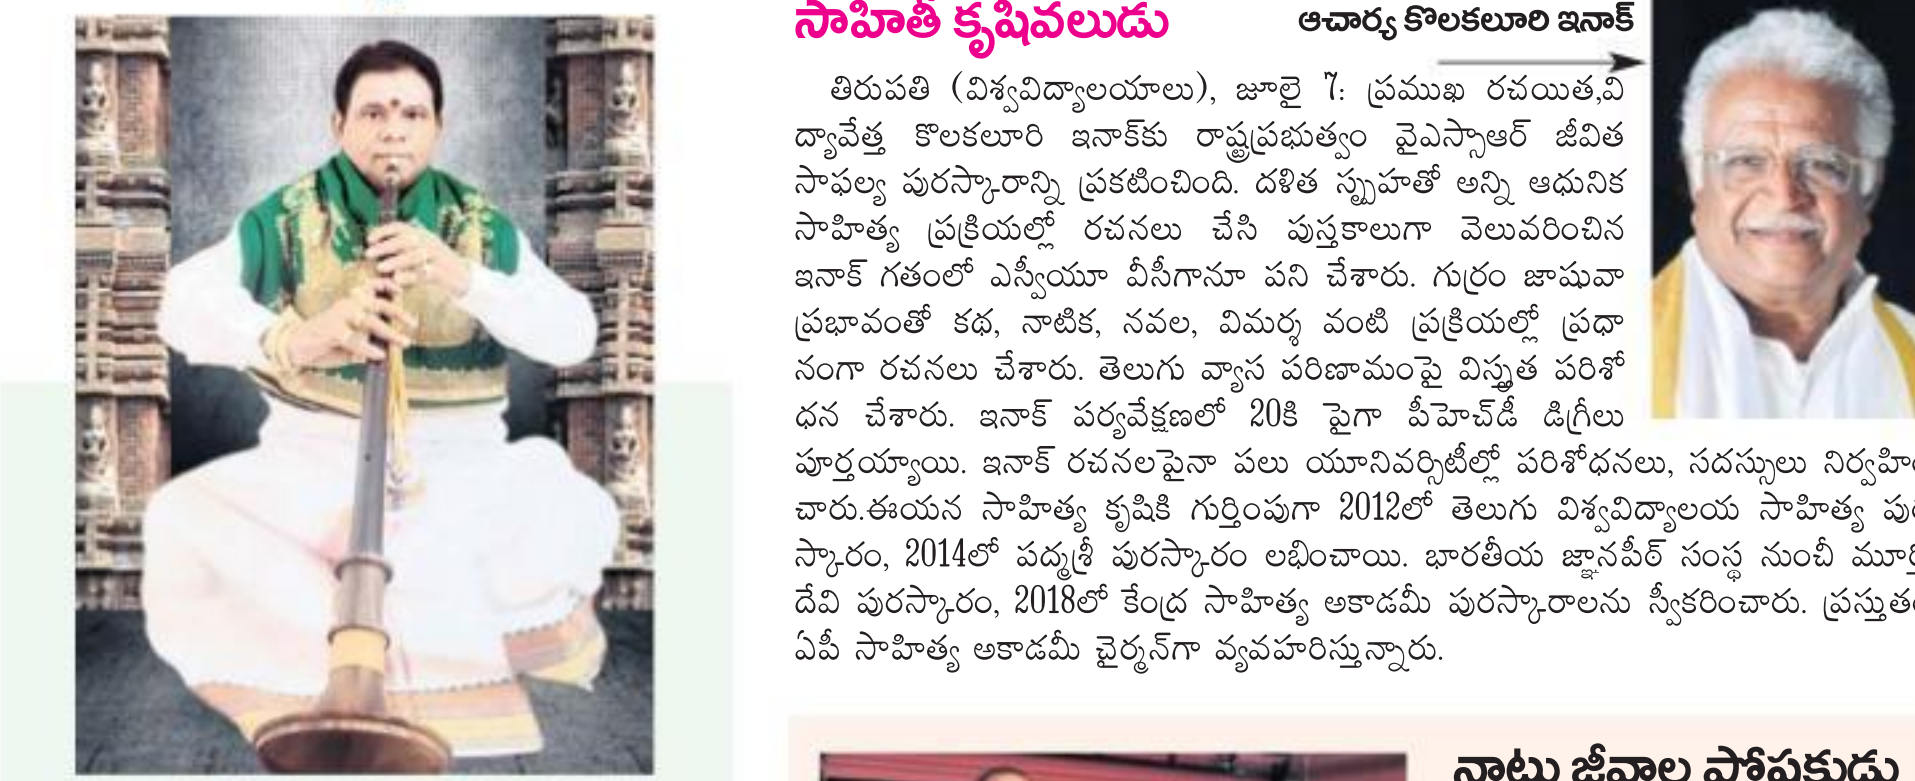 సాహితీ కృషీవలుడు
ఆచార్య కొలకలూరి ఇనాక్
తిరుపతి (విశ్వవిద్యాలయాలు), జూలై 7: ప్రముఖ రచయిత,వి
ద్యావేత్త కొలకలూరి ఇనాక్‌కు రాష్ట్రప్రభుత్వం వైఎస్సాఆర్ జీవిత
సాఫల్య పురస్కారాన్ని ప్రకటించింది. దళిత స్పృహతో అన్ని ఆధునిక
సాహిత్య ప్రక్రియల్లో రచనలు చేసి పుస్తకాలుగా వెలువరించిన
ఇనాక్ గతంలో ఎస్వీయూ వీసీగానూ పని చేశారు. గుర్రం జాషువా
ప్రభావంతో కథ, నాటిక, నవల, విమర్శ వంటి ప్రక్రియల్లో ప్రధా
నంగా రచనలు చేశారు. తెలుగు వ్యాస పరిణామంపై విస్తృత పరిశో
ధన చేశారు. ఇనాక్ పర్యవేక్షణలో 20కి పైగా పీహెచ్‌డీ డిగ్రీలు
పూర్తయ్యాయి. ఇనాక్ రచనలపైనా పలు యూనివర్సిటీల్లో పరిశోధనలు, సదస్సులు నిర్వహిం
చారు.ఈయన సాహిత్య కృషికి గుర్తింపుగా 2012లో తెలుగు విశ్వవిద్యాలయ సాహిత్య పుర
స్కారం, 2014లో పద్మశ్రీ పురస్కారం లభించాయి. భారతీయ జ్ఞానపీఠ్ సంస్థ నుంచీ మూర్తి
దేవి పురస్కారం, 2018లో కేంద్ర సాహిత్య అకాడమీ పురస్కారాలను స్వీకరించారు. ప్రస్తుతం
ఏపీ సాహిత్య అకాడమీ చైర్మన్‌గా వ్యవహరిస్తున్నారు.
నాటు జీవాల పోషకుడు